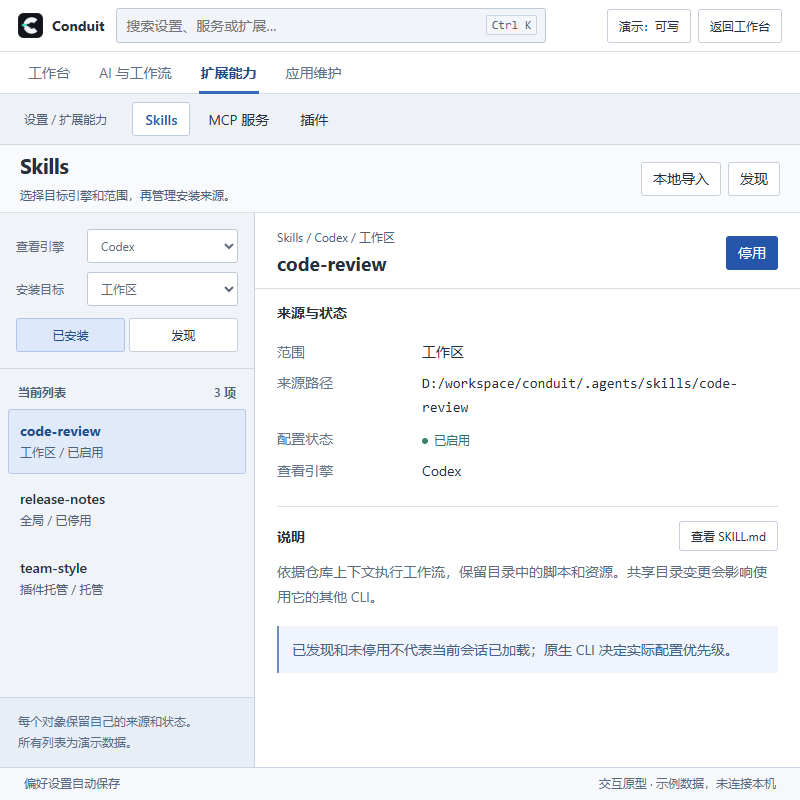 Conduit
搜索设置、服务或扩展...
Ctrl K
演示：可写
返回工作台
工作台
AI 与工作流
扩展能力
应用维护
设置 / 扩展能力
Skills
MCP 服务
插件
Skills
选择目标引擎和范围，再管理安装来源。
本地导入
发现
查看引擎
Codex
安装目标
工作区
已安装
发现
当前列表
3 项
code-review
工作区 / 已启用
release-notes
全局 / 已停用
team-style
插件托管 / 托管
每个对象保留自己的来源和状态。
所有列表为演示数据。
Skills / Codex / 工作区
code-review
停用
来源与状态
范围
工作区
来源路径
D:/workspace/conduit/.agents/skills/code-
review
配置状态
已启用
查看引擎
Codex
说明
查看 SKILL.md
依据仓库上下文执行工作流，保留目录中的脚本和资源。共享目录变更会影响使
用它的其他 CLI。
已发现和未停用不代表当前会话已加载；原生 CLI 决定实际配置优先级。
偏好设置自动保存
交互原型 · 示例数据，未连接本机